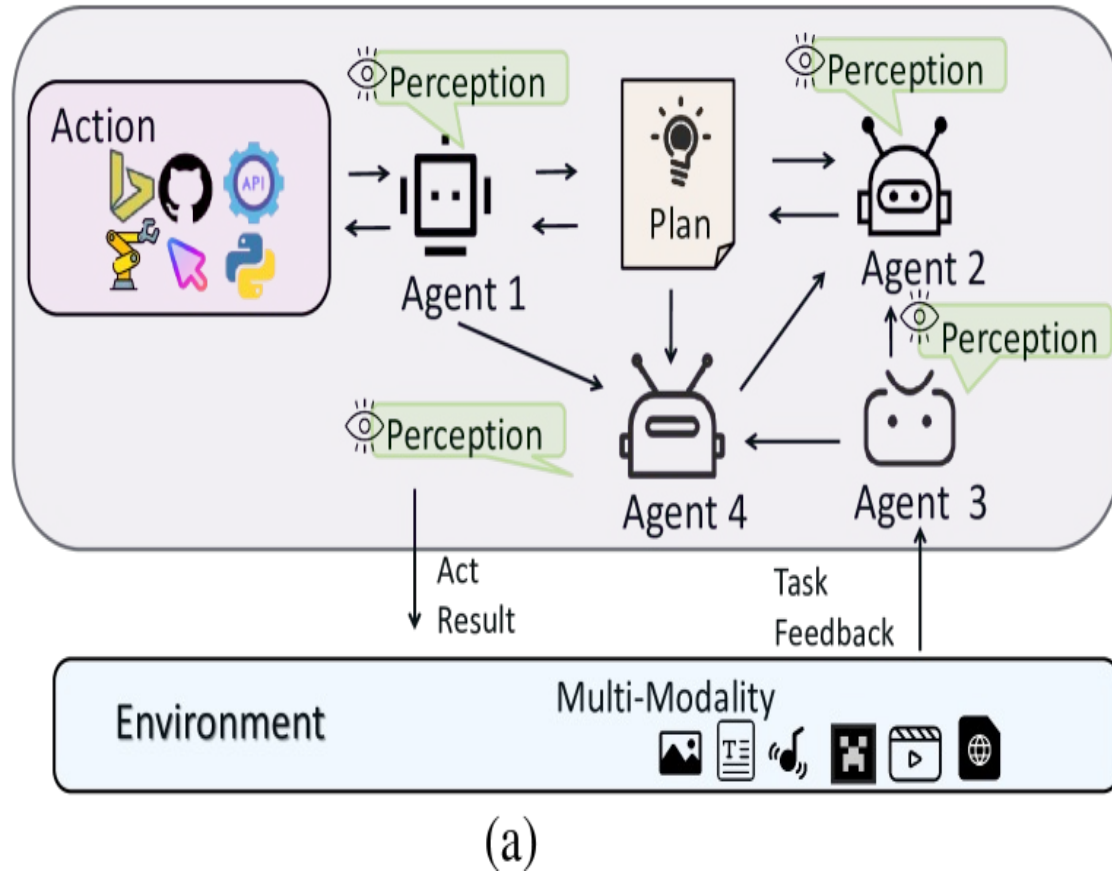 Perception
Perception
Action
API
Plan
Agent 1
Agent 2
Perception
Perception
Agent 4
Agent 3
Act
Result
Task
Feedback
Multi-Modality
Environment
T
(a)